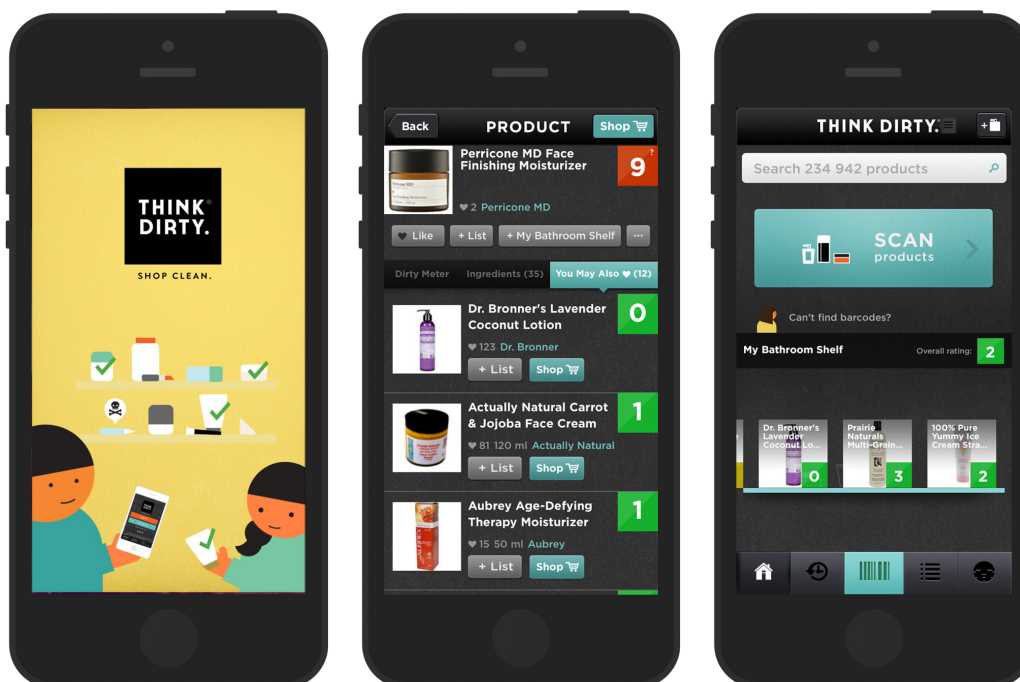 THINK
DIRTY.
SHOP CLEAN.
Back
PRODUCT
Shop
Perricone MD Face
Finishing Moisturizer
9
?
2 Perricone MD
Like
+ List
+ My Bathroom Shelf
...
Dirty Meter
Ingredients (35)
You May Also ♥ (12)
Dr. Bronner's Lavender
Coconut Lotion
0
♥ 123 Dr. Bronner
+ List
Shop
Actually Natural Carrot
& Jojoba Face Cream
1
♥ 81 120 ml Actually Natural
+ List
Shop
Aubrey Age-Defying
Therapy Moisturizer
1
♥ 15 50 ml Aubrey
+ List
Shop
THINK DIRTY.
+
Search 234 942 products
SCAN
products
Can't find barcodes?
My Bathroom Shelf
Overall rating:
2
Dr. Bronner's
Lavender
Coconut Lo...
0
Prairie
Naturals
Multi-Grain...
3
100% Pure
Yummy Ice
Cream Stra...
2